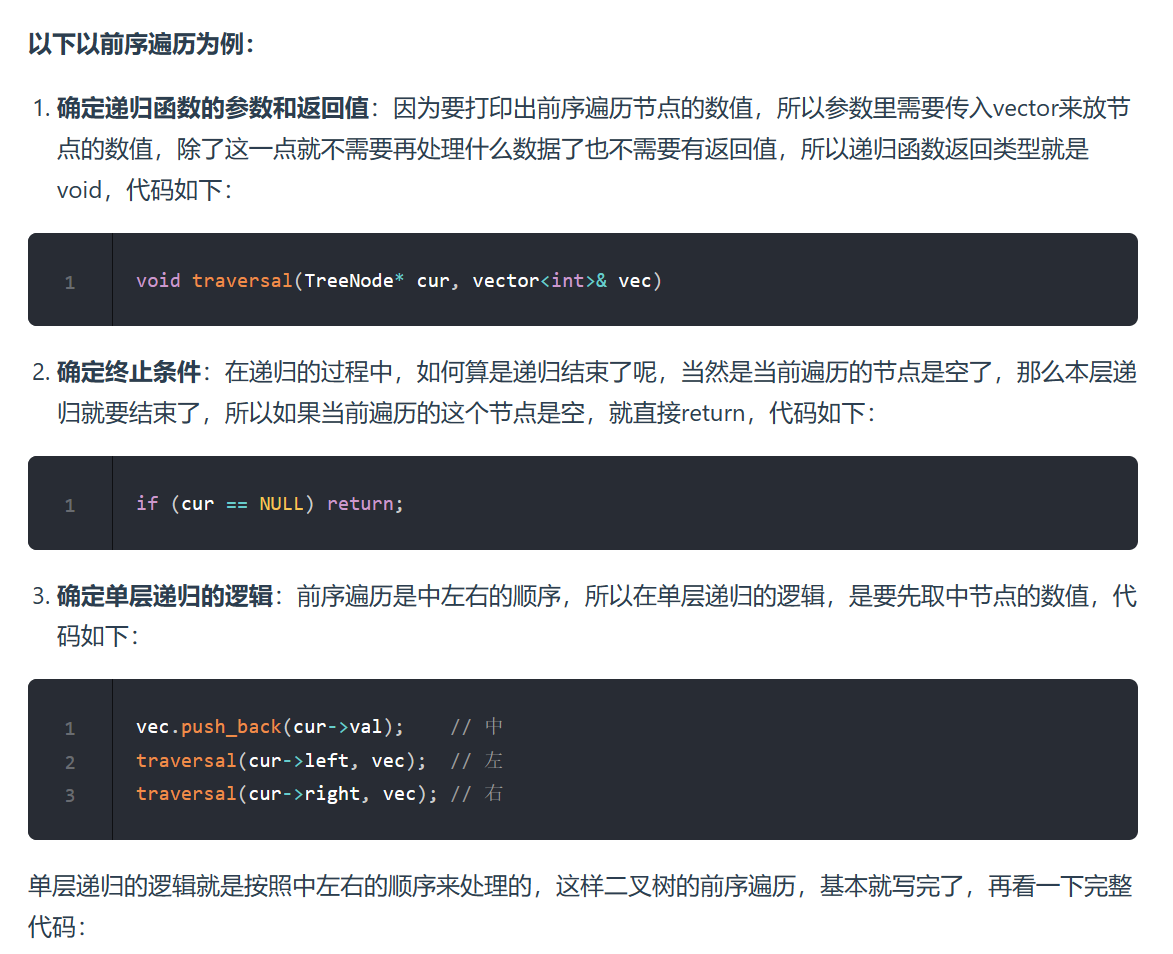 以下以前序遍历为例：
1. 确定递归函数的参数和返回值：因为要打印出前序遍历节点的数值，所以参数里需要传入vector来放节
点的数值，除了这一点就不需要再处理什么数据了也不需要有返回值，所以递归函数返回类型就是
void，代码如下：
1 void traversal(TreeNode* cur, vector<int>& vec)
2. 确定终止条件：在递归的过程中，如何算是递归结束了呢，当然是当前遍历的节点是空了，那么本层递
归就要结束了，所以如果当前遍历的这个节点是空，就直接return，代码如下：
1 if (cur == NULL) return;
3. 确定单层递归的逻辑：前序遍历是中左右的顺序，所以在单层递归的逻辑，是要先取中节点的数值，代
码如下：
1 vec.push_back(cur->val);    // 中
2 traversal(cur->left, vec);  // 左
3 traversal(cur->right, vec); // 右
单层递归的逻辑就是按照中左右的顺序来处理的，这样二叉树的前序遍历，基本就写完了，再看一下完整
代码：